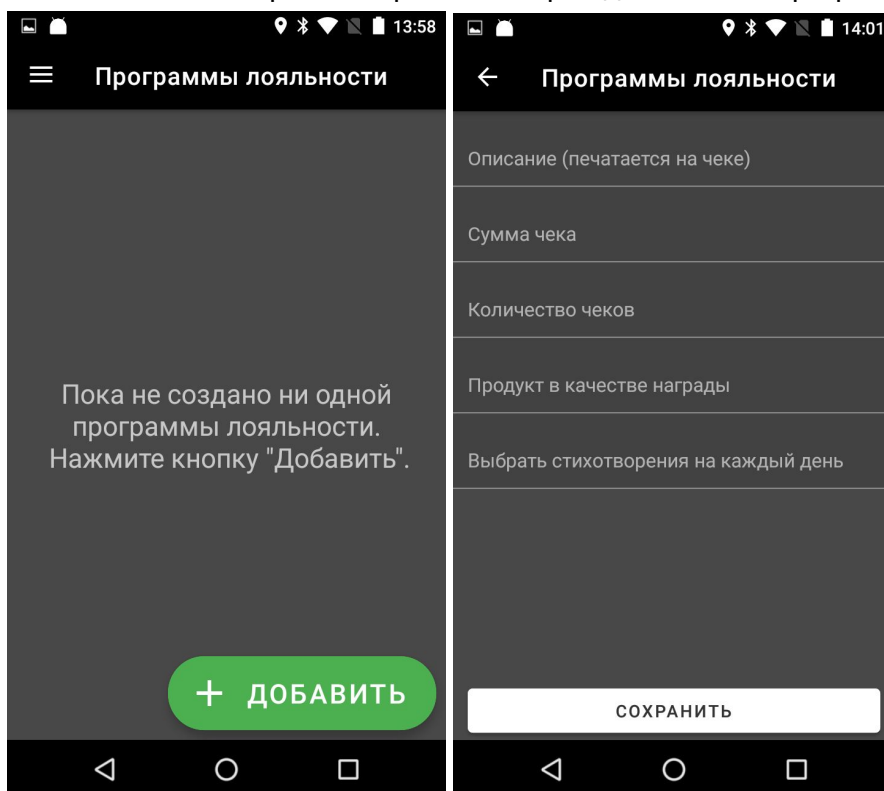 13:58
Программы лояльности
Пока не создано ни одной
программы лояльности.
Нажмите кнопку "Добавить".
+ ДОБАВИТЬ
14:01
Программы лояльности
Описание (печатается на чеке)
Сумма чека
Количество чеков
Продукт в качестве награды
Выбрать стихотворения на каждый день
СОХРАНИТЬ